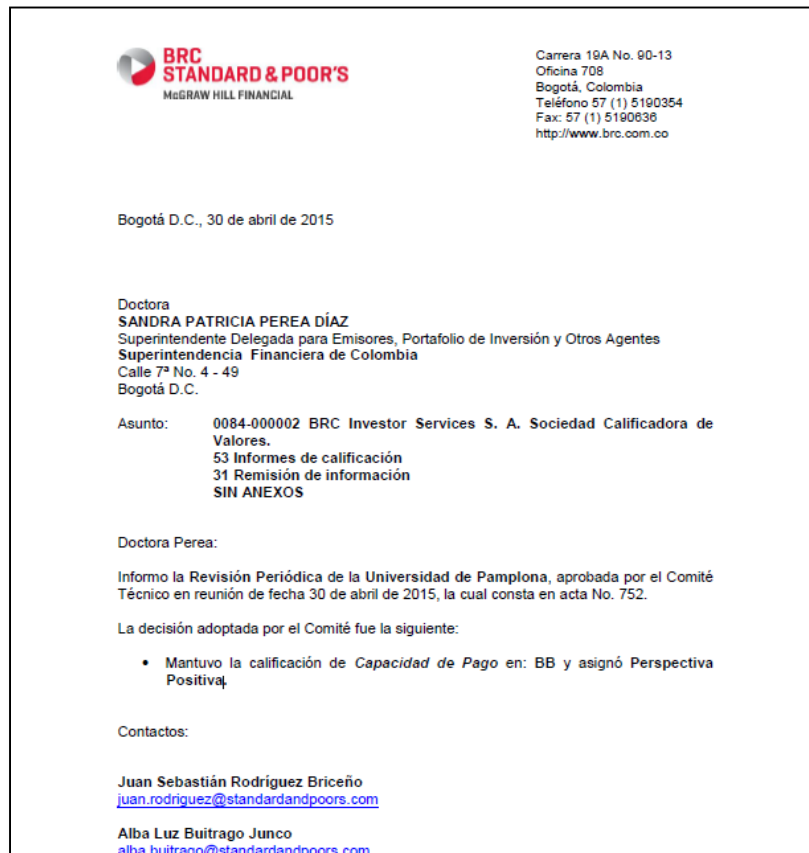 BRC
STANDARD & POOR'S
McGRAW HILL FINANCIAL
Carrera 19A No. 90-13
Oficina 708
Bogotá, Colombia
Teléfono 57 (1) 5190354
Fax: 57 (1) 5190636
http://www.brc.com.co
Bogotá D.C., 30 de abril de 2015
Doctora
SANDRA PATRICIA PEREA DÍAZ
Superintendente Delegada para Emisores, Portafolio de Inversión y Otros Agentes
Superintendencia Financiera de Colombia
Calle 7ª No. 4 - 49
Bogotá D.C.
Asunto: 0084-000002 BRC Investor Services S. A. Sociedad Calificadora de
Valores.
53 Informes de calificación
31 Remisión de información
SIN ANEXOS
Doctora Perea:
Informo la Revisión Periódica de la Universidad de Pamplona, aprobada por el Comité
Técnico en reunión de fecha 30 de abril de 2015, la cual consta en acta No. 752.
La decisión adoptada por el Comité fue la siguiente:
• Mantuvo la calificación de Capacidad de Pago en: BB y asignó Perspectiva
Positiva.
Contactos:
Juan Sebastián Rodríguez Briceño
juan.rodriguez@standardandpoors.com
Alba Luz Buitrago Junco
alba.buitrago@standardandpoors.com